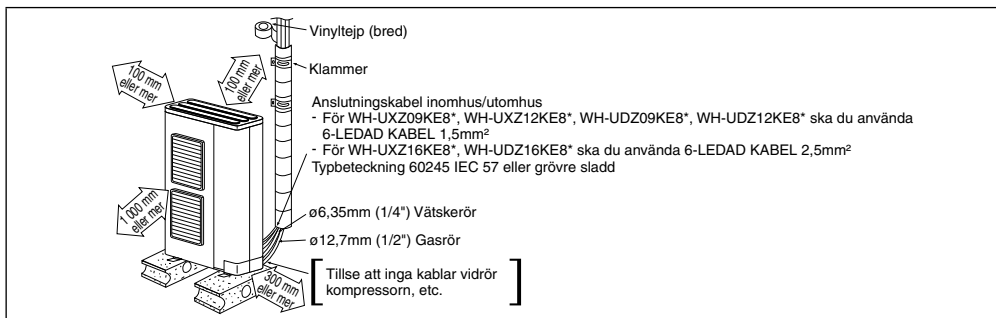 Vinyltejp (bred)
Klammer
100 mm
eller mer
100 mm
eller mer
Anslutningskabel inomhus/utomhus
- För WH-UXZ09KE8*, WH-UXZ12KE8*, WH-UDZ09KE8*, WH-UDZ12KE8* ska du använda
6-LEDAD KABEL 1,5mm²
- För WH-UXZ16KE8*, WH-UDZ16KE8* ska du använda 6-LEDAD KABEL 2,5mm²
Typbeteckning 60245 IEC 57 eller grövre sladd
1 000 mm
eller mer
ø6,35mm (1/4") Vätskerör
ø12,7mm (1/2") Gasrör
300 mm
eller mer
Tillse att inga kablar vidrör
kompressorn, etc.